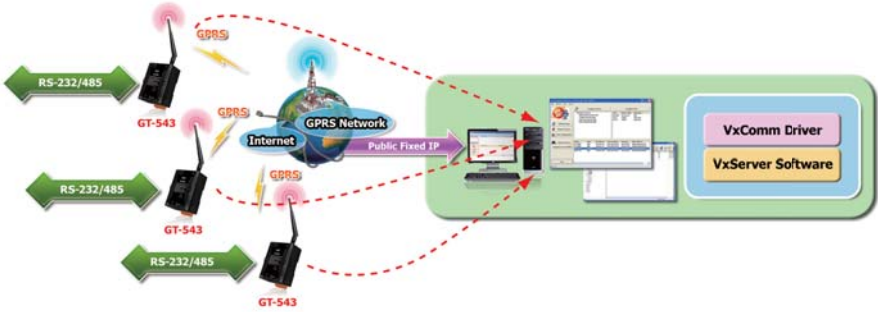 GPRS
RS-232/485
GT-543
GPRS
GPRS Network
Internet
Public Fixed IP
VxComm Driver
VxServer Software
GPRS
RS-232/485
GT-543
RS-232/485
GT-543